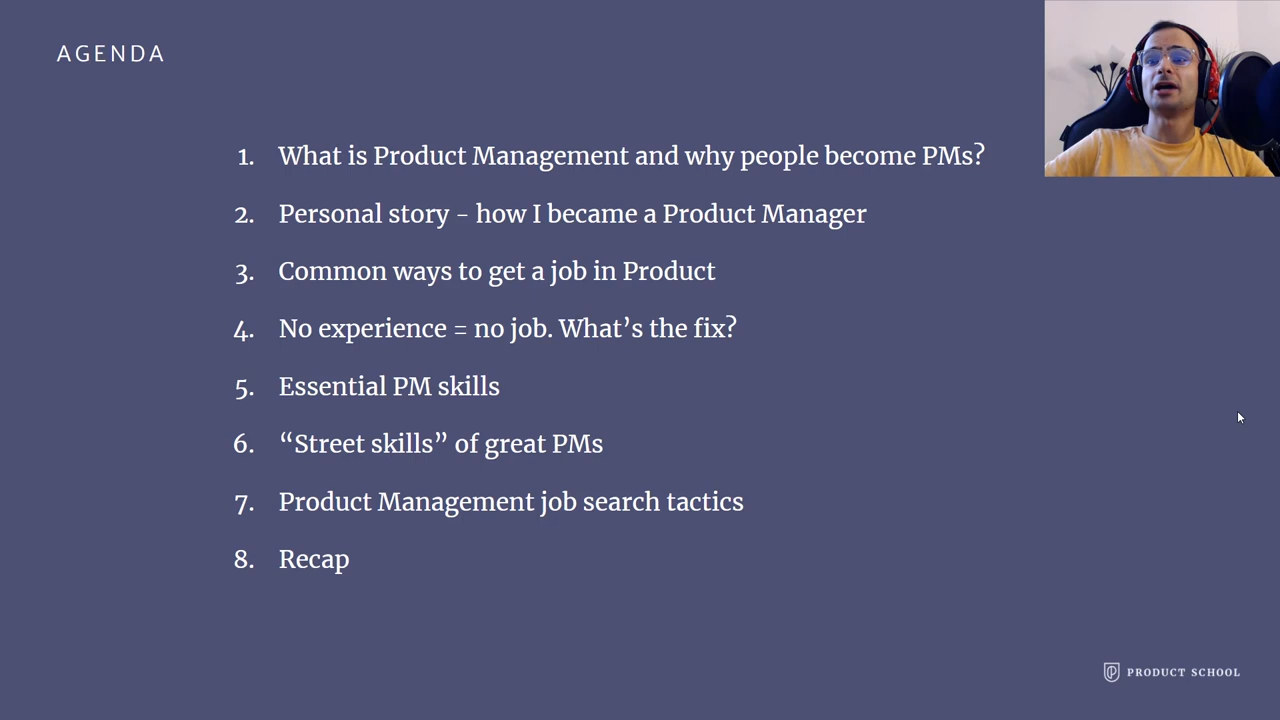 AGENDA
1. What is Product Management and why people become PMs?
2. Personal story - how I became a Product Manager
3. Common ways to get a job in Product
4. No experience = no job. What’s the fix?
5. Essential PM skills
6. “Street skills” of great PMs
7. Product Management job search tactics
8. Recap
PRODUCT SCHOOL